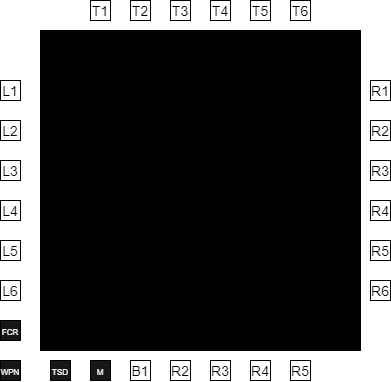 T1 T2 T3 T4 T5 T6
L1 R1
L2 R2
L3 R3
L4 R4
L5 R5
L6 R6
FCR
WPN TSD M B1 R2 R3 R4 R5